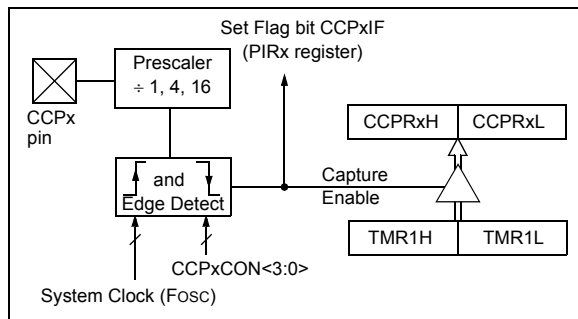 Set Flag bit CCPxIF
(PIRx register)
Prescaler
÷ 1, 4, 16
CCPx
pin
CCPRxH CCPRxL
and
Edge Detect
Capture
Enable
TMR1H TMR1L
CCPxCON<3:0>
System Clock (FOSC)